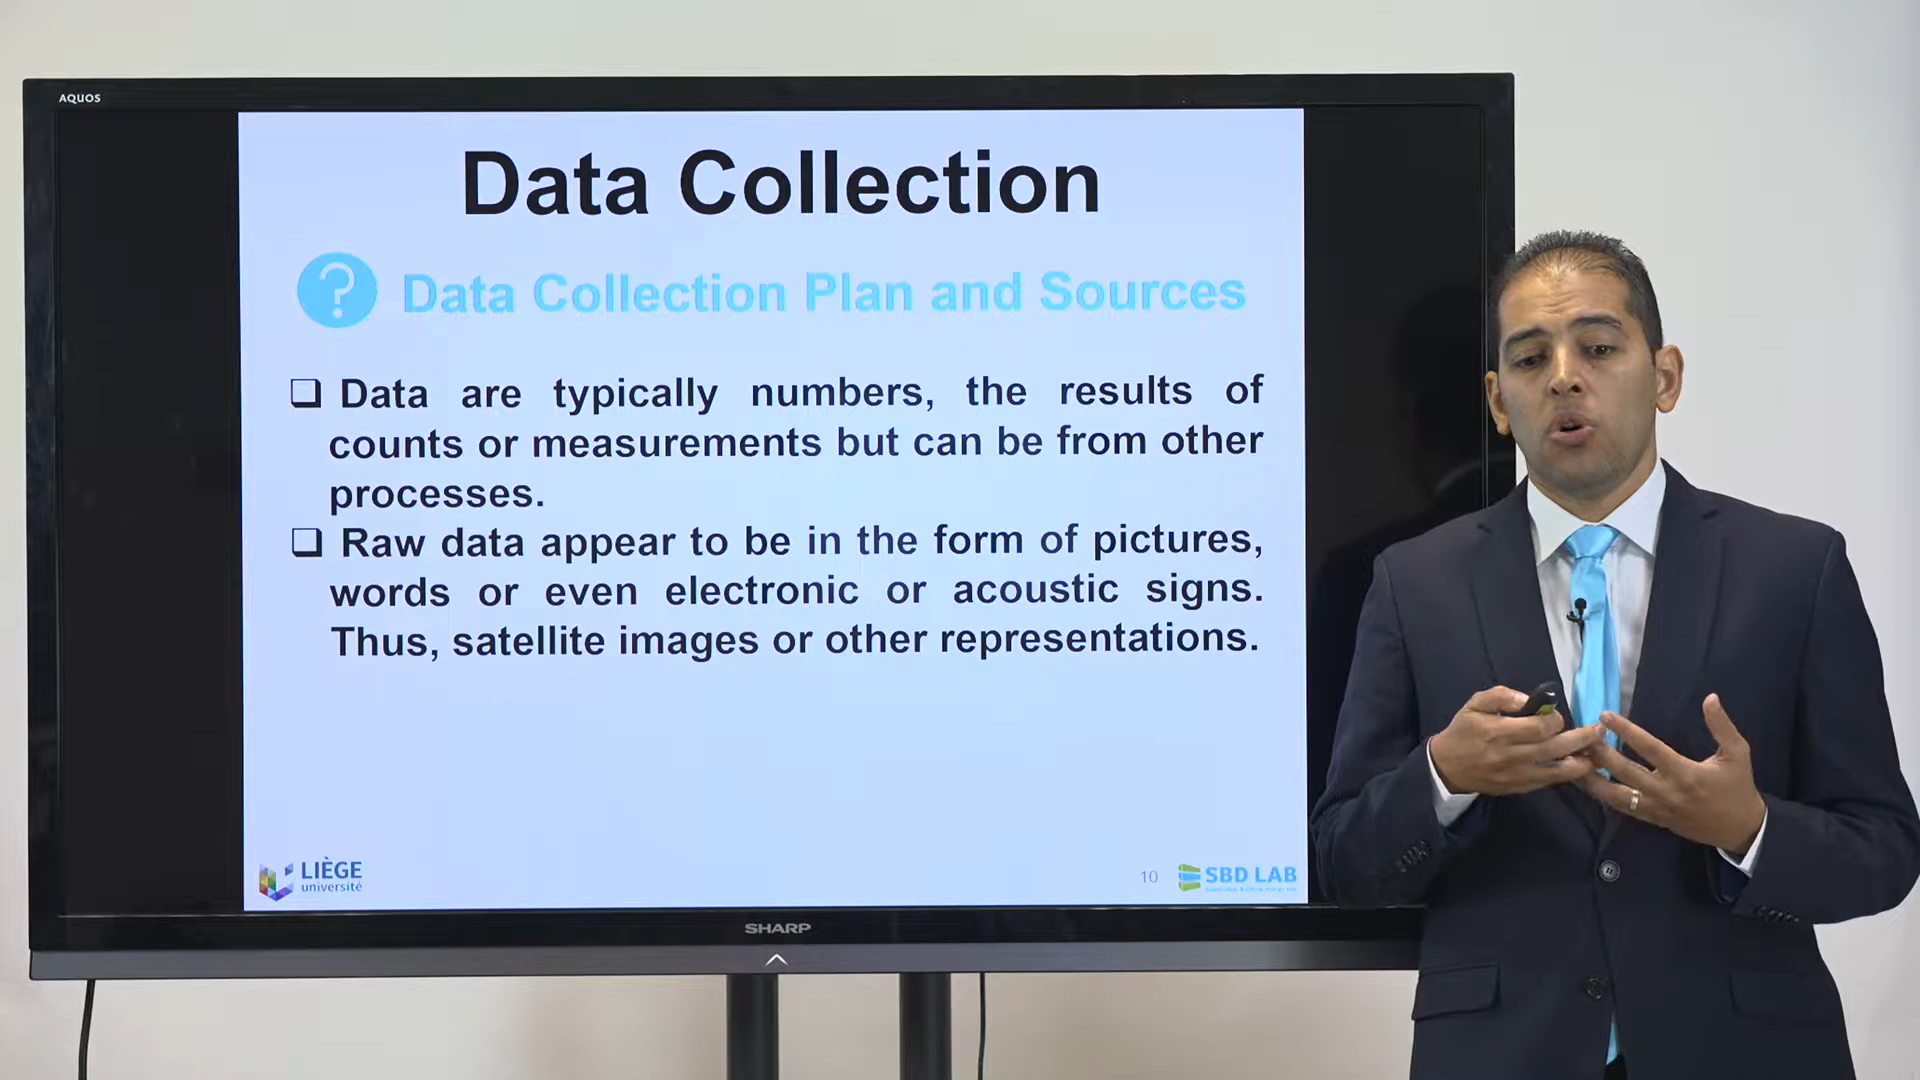 AQUOS
Data Collection
? Data Collection Plan and Sources
❑ Data are typically numbers, the results of
counts or measurements but can be from other
processes.
❑ Raw data appear to be in the form of pictures,
words or even electronic or acoustic signs.
Thus, satellite images or other representations.
LIÈGE
université
10
SBD LAB
SHARP